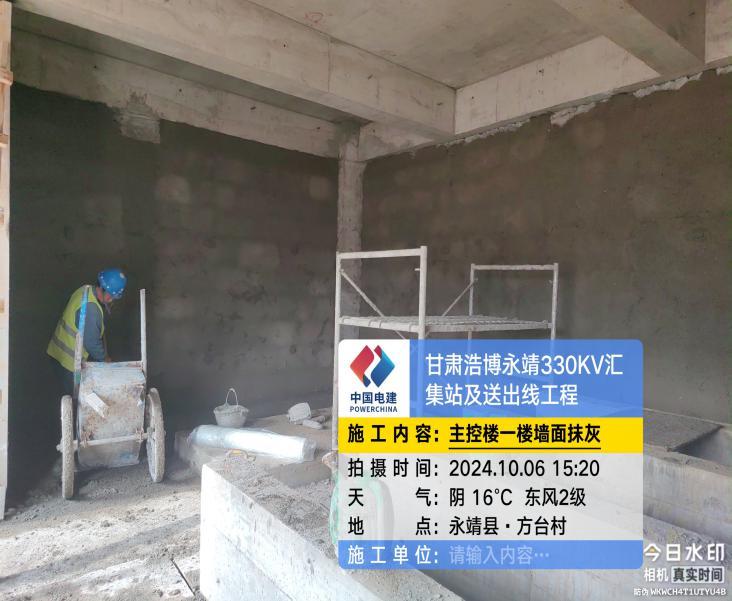 甘肃浩博永靖330KV汇
集站及送出线工程
中国电建
POWERCHINA
施工内容：主控楼一楼墙面抹灰
拍摄时间：2024.10.06 15:20
天气：阴 16℃ 东风2级
地点：永靖县·方台村
施工单位：请输入内容…
今日水印
相机 真实时间
防伪 WKWCH4T1UTYU4B